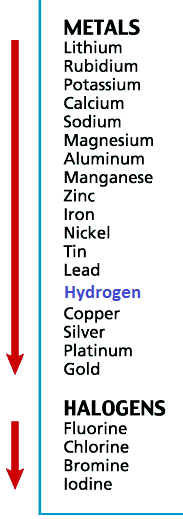 METALS
Lithium
Rubidium
Potassium
Calcium
Sodium
Magnesium
Aluminum
Manganese
Zinc
Iron
Nickel
Tin
Lead
Hydrogen
Copper
Silver
Platinum
Gold
HALOGENS
Fluorine
Chlorine
Bromine
Iodine